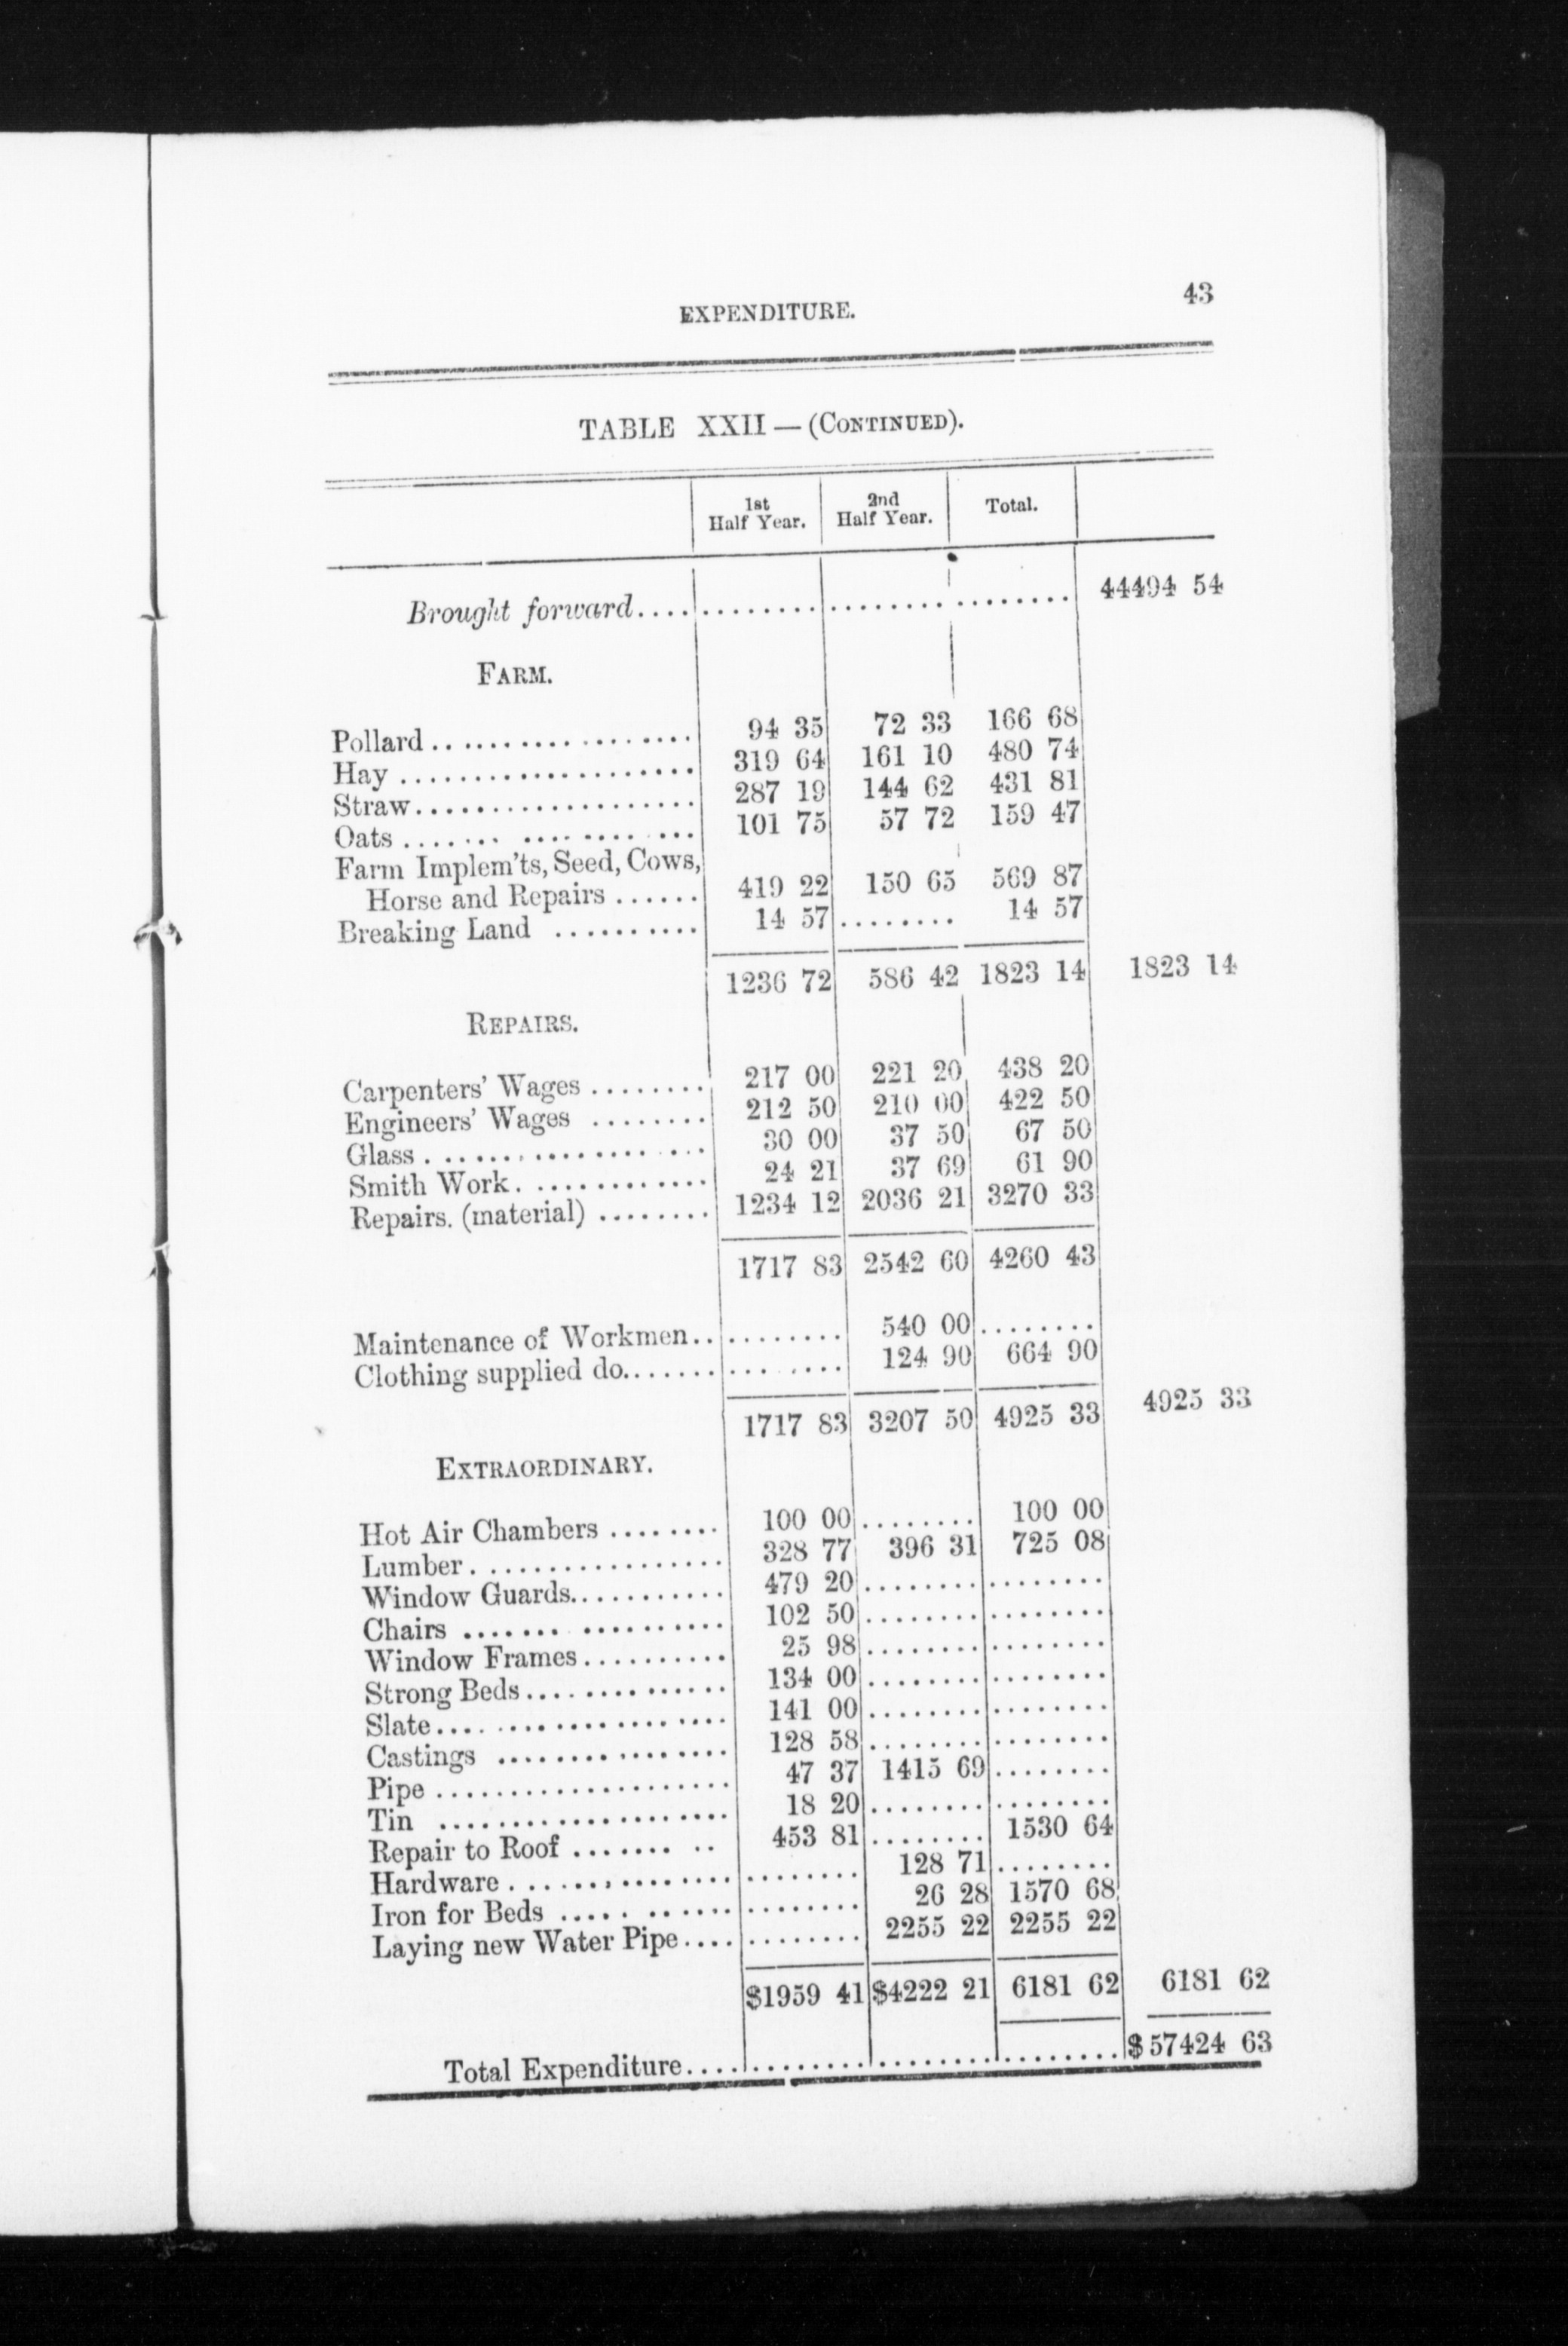 EXPENDITURE. 43
TABLE XXII — (CONTINUED).
1st Half Year. 2nd Half Year. Total.
Brought forward.... ......... ........ ........ 44494 54
FARM.
Pollard.................. 94 35 72 33 166 68
Hay .................... 319 64 161 10 480 74
Straw................... 287 19 144 62 431 81
Oats ....... ........ ... 101 75 57 72 159 47
Farm Implem'ts, Seed, Cows,
Horse and Repairs ...... 419 22 150 65 569 87
Breaking Land .......... 14 57 ........ 14 57
1236 72 586 42 1823 14 1823 14
REPAIRS.
Carpenters' Wages ........ 217 00 221 20 438 20
Engineers' Wages ........ 212 50 210 00 422 50
Glass ................... 30 00 37 50 67 50
Smith Work............. 24 21 37 69 61 90
Repairs. (material) ........ 1234 12 2036 21 3270 33
1717 83 2542 60 4260 43
Maintenance of Workmen.. ........ 540 00 ........
Clothing supplied do....... ........ 124 90 664 90
1717 83 3207 50 4925 33 4925 33
EXTRAORDINARY.
Hot Air Chambers ........ 100 00 ........ 100 00
Lumber.................. 328 77 396 31 725 08
Window Guards........... 479 20 ........ ........
Chairs ....... .......... 102 50 ........ ........
Window Frames.......... 25 98 ........ ........
Strong Beds.............. 134 00 ........ ........
Slate.................... 141 00 ........ ........
Castings ................ 128 58 ........ ........
Pipe .................... 47 37 1415 69 ........
Tin .................... 18 20 ........ ........
Repair to Roof ....... .. 453 81 ........ 1530 64
Hardware................ ........ 128 71 ........
Iron for Beds ..... ...... ........ 26 28 1570 68
Laying new Water Pipe.... ........ 2255 22 2255 22
$1959 41 $4222 21 6181 62 6181 62
Total Expenditure.... ........ ........ ........ $57424 63